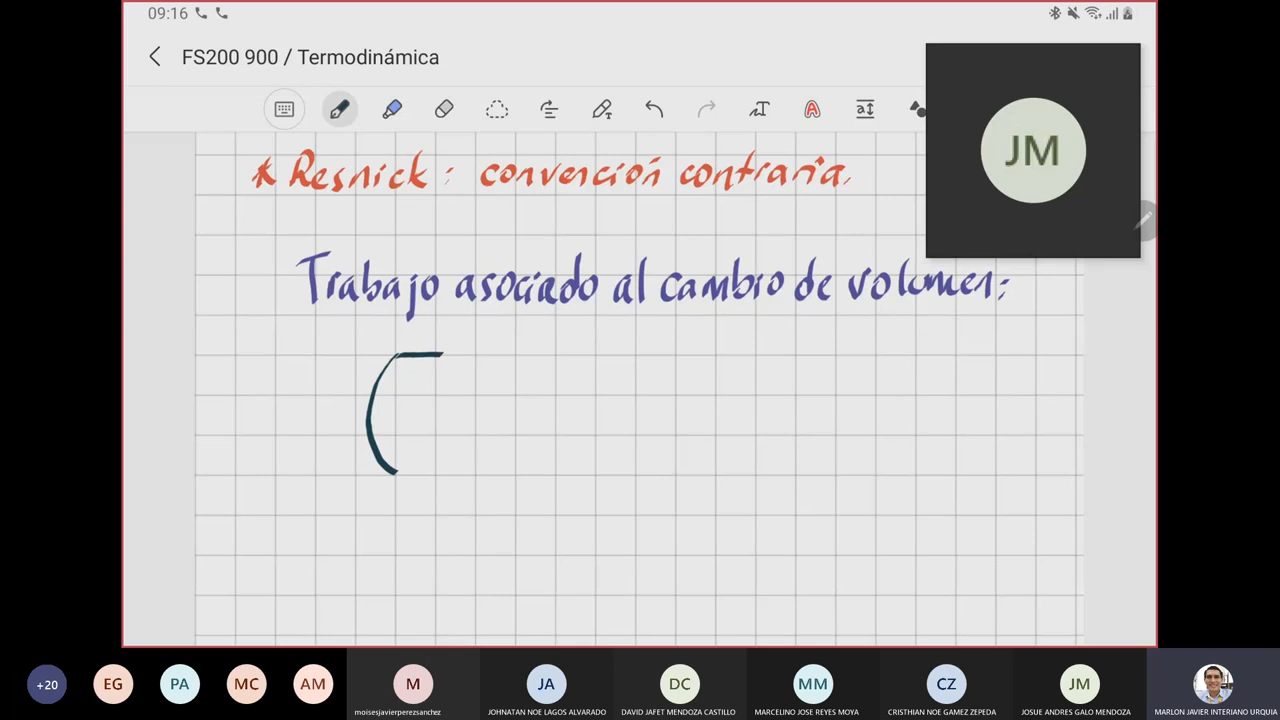 09:16
FS200 900 / Termodinámica
* Resnick: convención contraria.
JM
Trabajo asociado al cambio de volumen:
+20
EG
PA
MC
AM
M
moisesjavierperezsanchez
JA
JOHNATAN NOE LAGOS ALVARADO
DC
DAVID JAFET MENDOZA CASTILLO
MM
MARCELINO JOSE REYES MOYA
CZ
CRISTHIAN NOE GAMEZ ZEPEDA
JM
JOSUE ANDRES GALO MENDOZA
MARLON JAVIER INTERIANO URQUIA